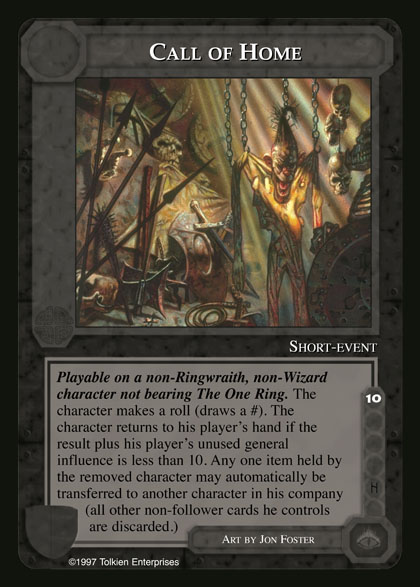 Call of Home
Short-event
Playable on a non-Ringwraith, non-Wizard
character not bearing The One Ring. The
character makes a roll (draws a #). The
character returns to his player's hand if the
result plus his player's unused general
influence is less than 10. Any one item held by
the removed character may automatically be
transferred to another character in his company
(all other non-follower cards he controls
are discarded.)
10
Art by Jon Foster
©1997 Tolkien Enterprises